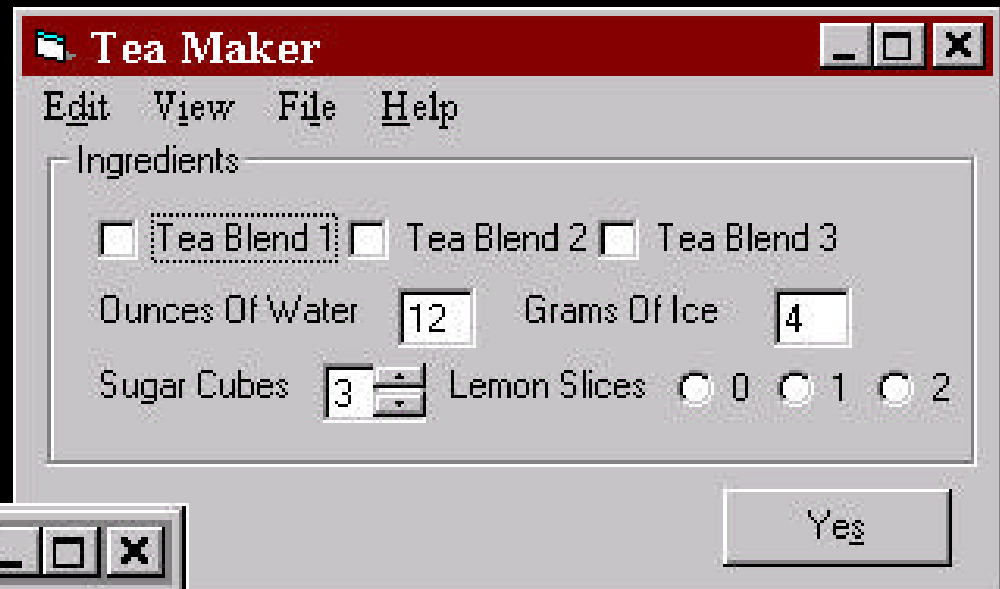 Tea Maker
Edit View File Help
Ingredients
Tea Blend 1 Tea Blend 2 Tea Blend 3
Ounces Of Water 12 Grams Of Ice 4
Sugar Cubes 3 Lemon Slices 0 1 2
Yes